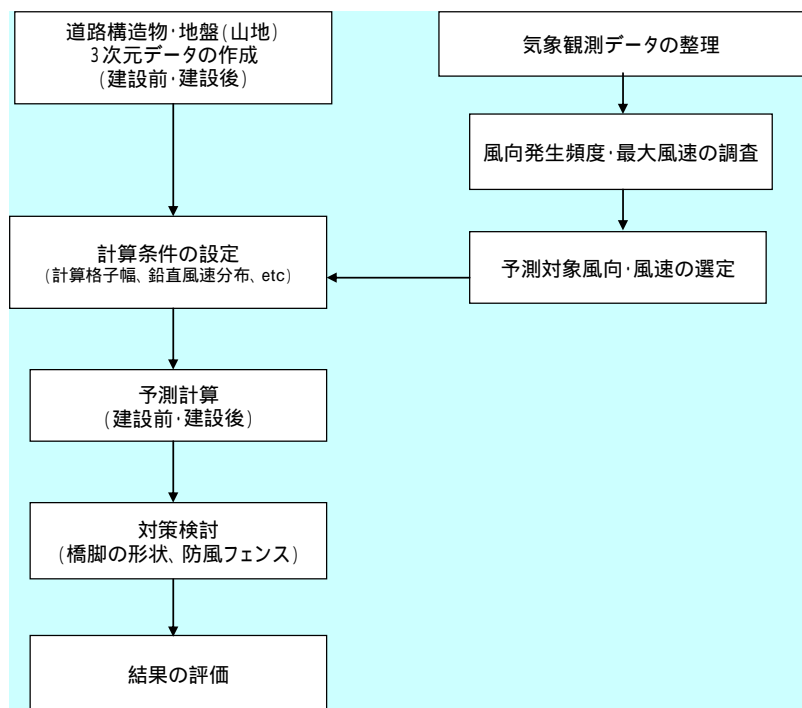 道路構造物・地盤(山地)
3次元データの作成
(建設前・建設後)
気象観測データの整理
風向発生頻度・最大風速の調査
予測対象風向・風速の選定
計算条件の設定
(計算格子幅、鉛直風速分布、etc)
予測計算
(建設前・建設後)
対策検討
(橋脚の形状、防風フェンス)
結果の評価